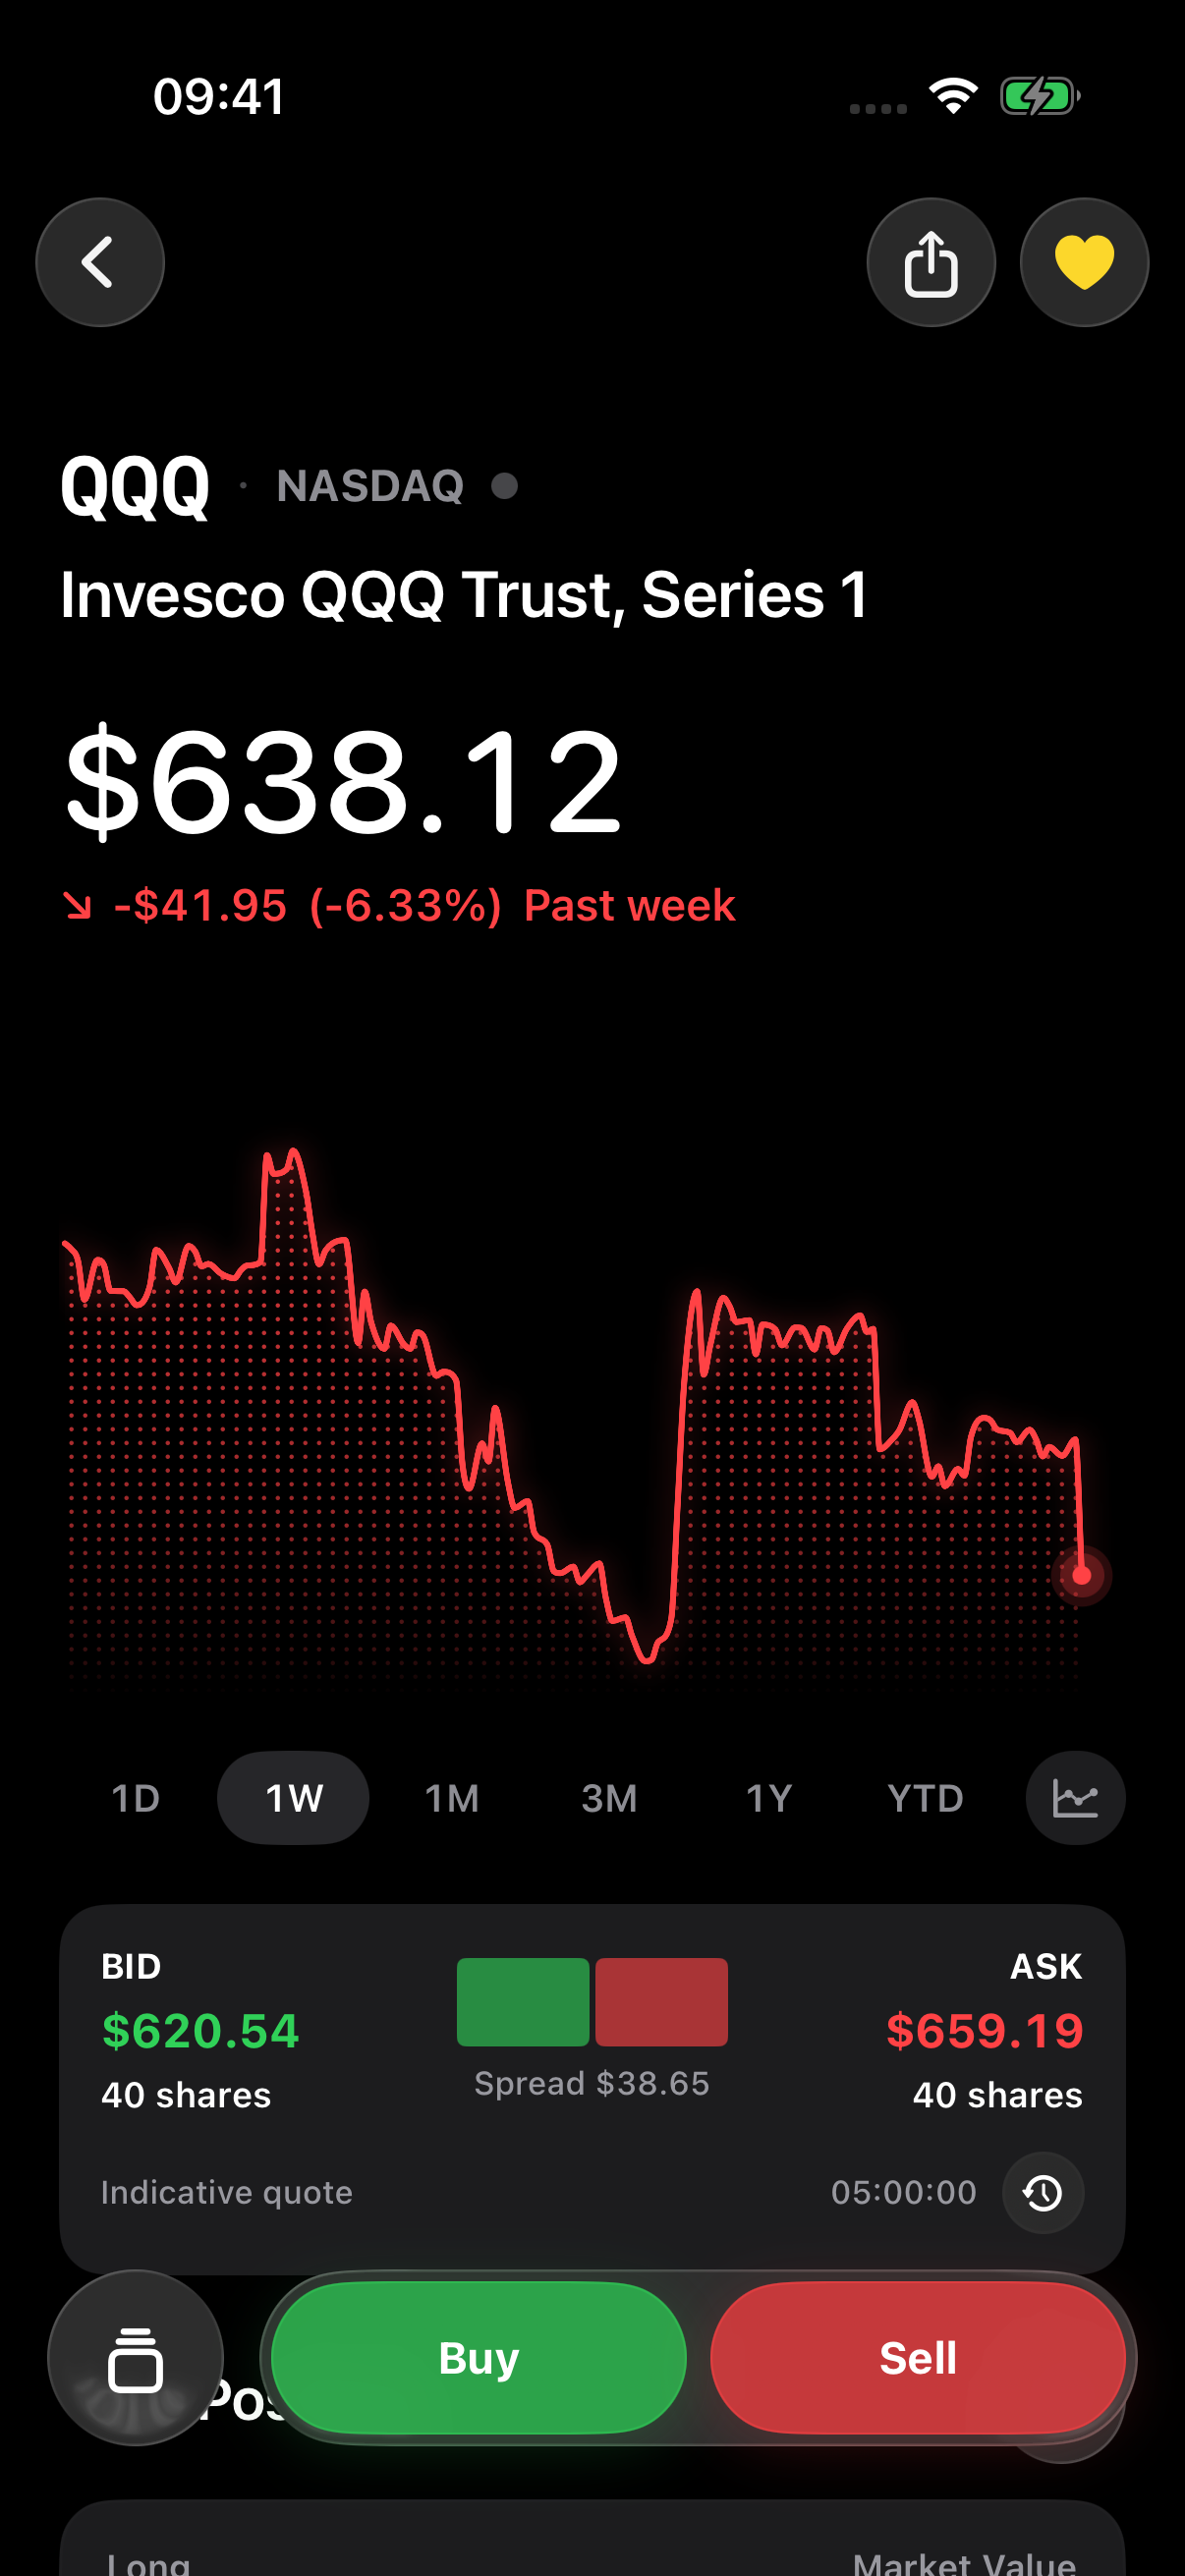 09:41
QQQ · NASDAQ
Invesco QQQ Trust, Series 1
$638.12
-$41.95 (-6.33%) Past week
1D 1W 1M 3M 1Y YTD
BID ASK
$620.54 $659.19
40 shares Spread $38.65 40 shares
Indicative quote 05:00:00
Buy Sell
Long Market Value